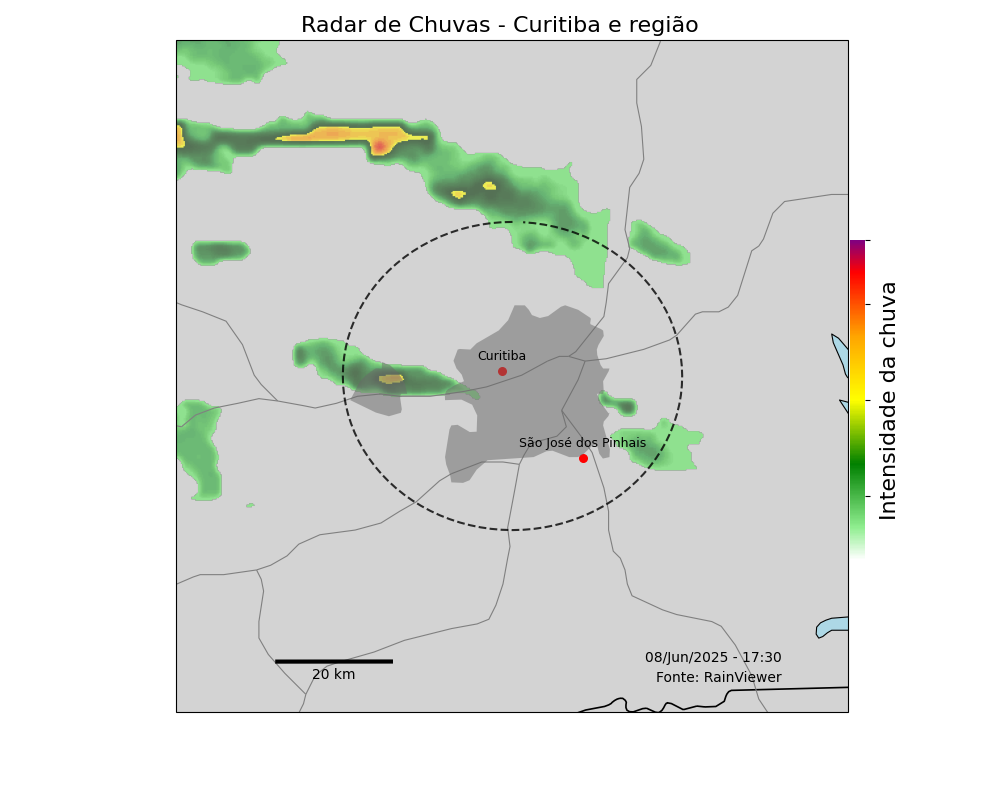 Radar de Chuvas - Curitiba e região
Curitiba
São José dos Pinhais
Intensidade da chuva
08/Jun/2025 - 17:30
Fonte: RainViewer
20 km